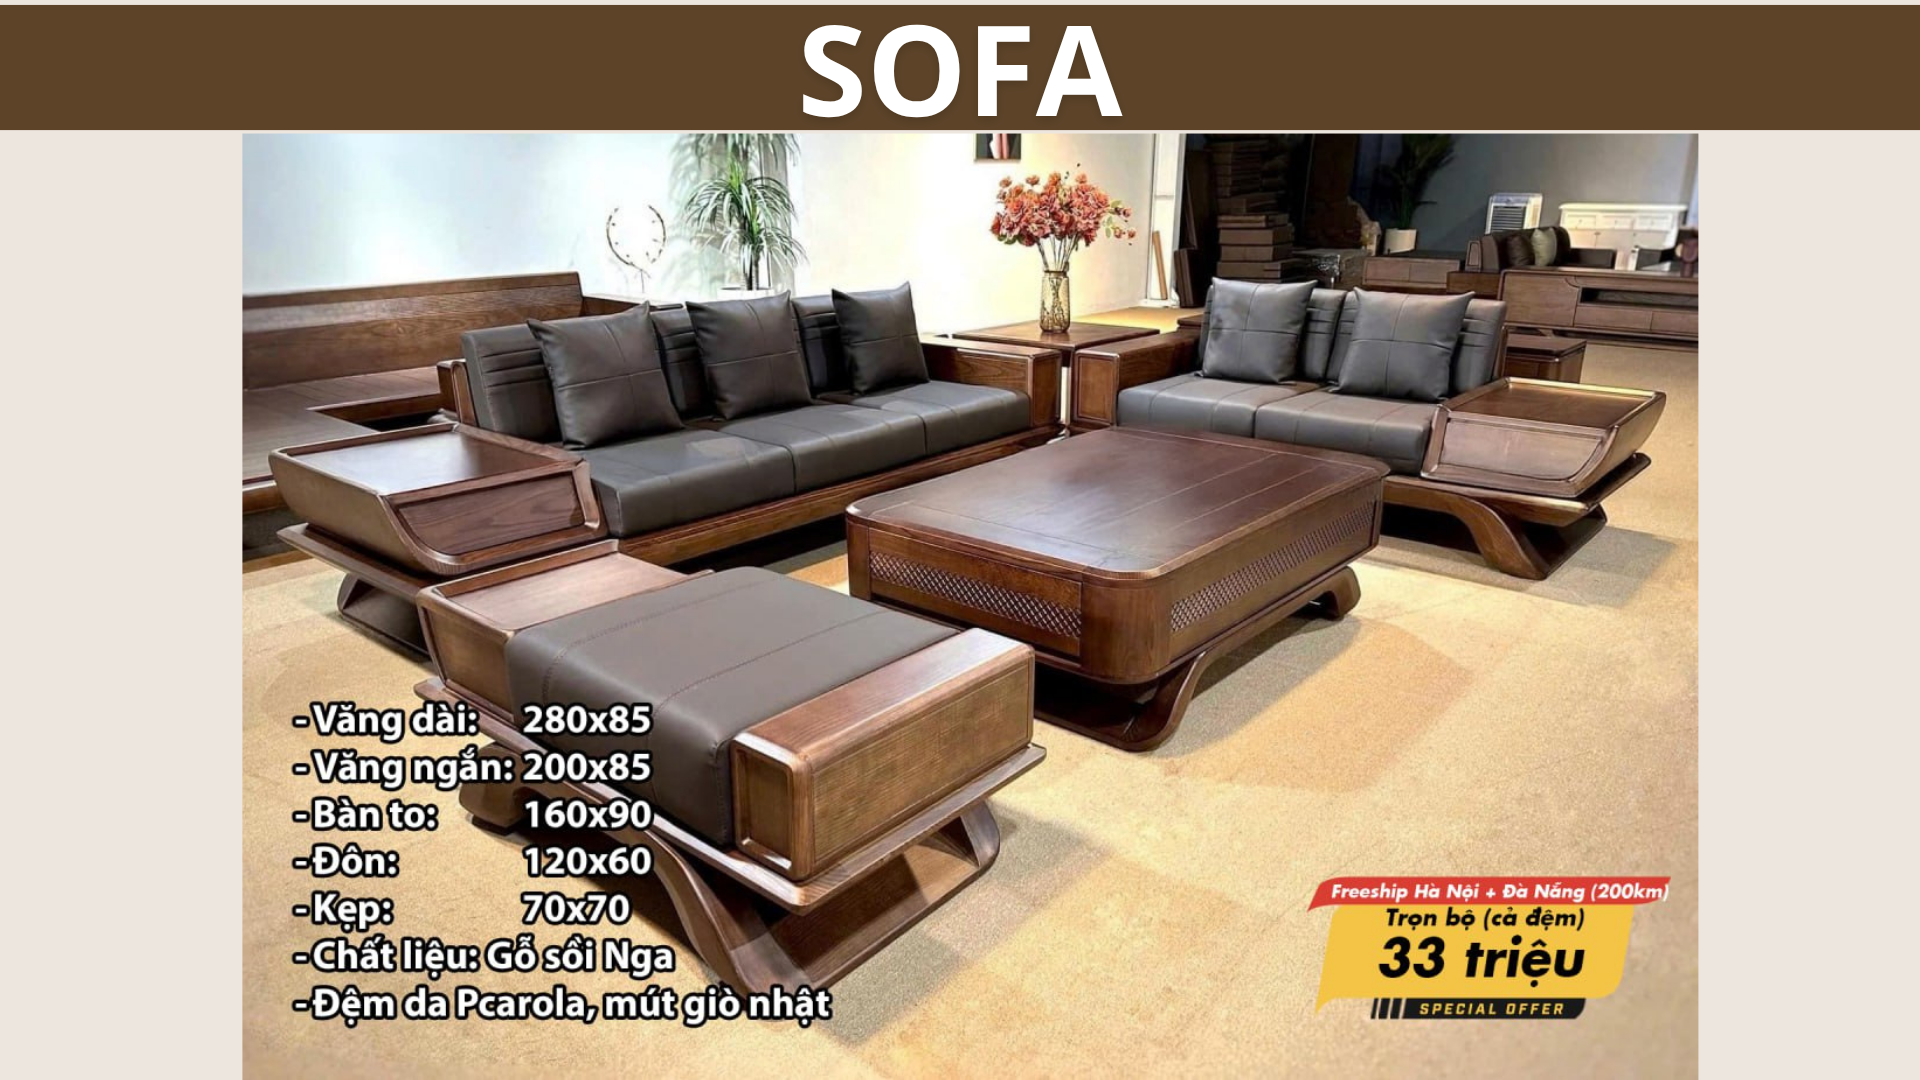 SOFA
- Văng dài: 280x85
- Văng ngắn: 200x85
- Bàn to: 160x90
- Đôn: 120x60
- Kẹp: 70x70
- Chất liệu: Gỗ sồi Nga
- Đệm da Pcarola, mút giò nhật
Freeship Hà Nội + Đà Nẵng (200km)
Trọn bộ (cả đệm)
33 triệu
SPECIAL OFFER